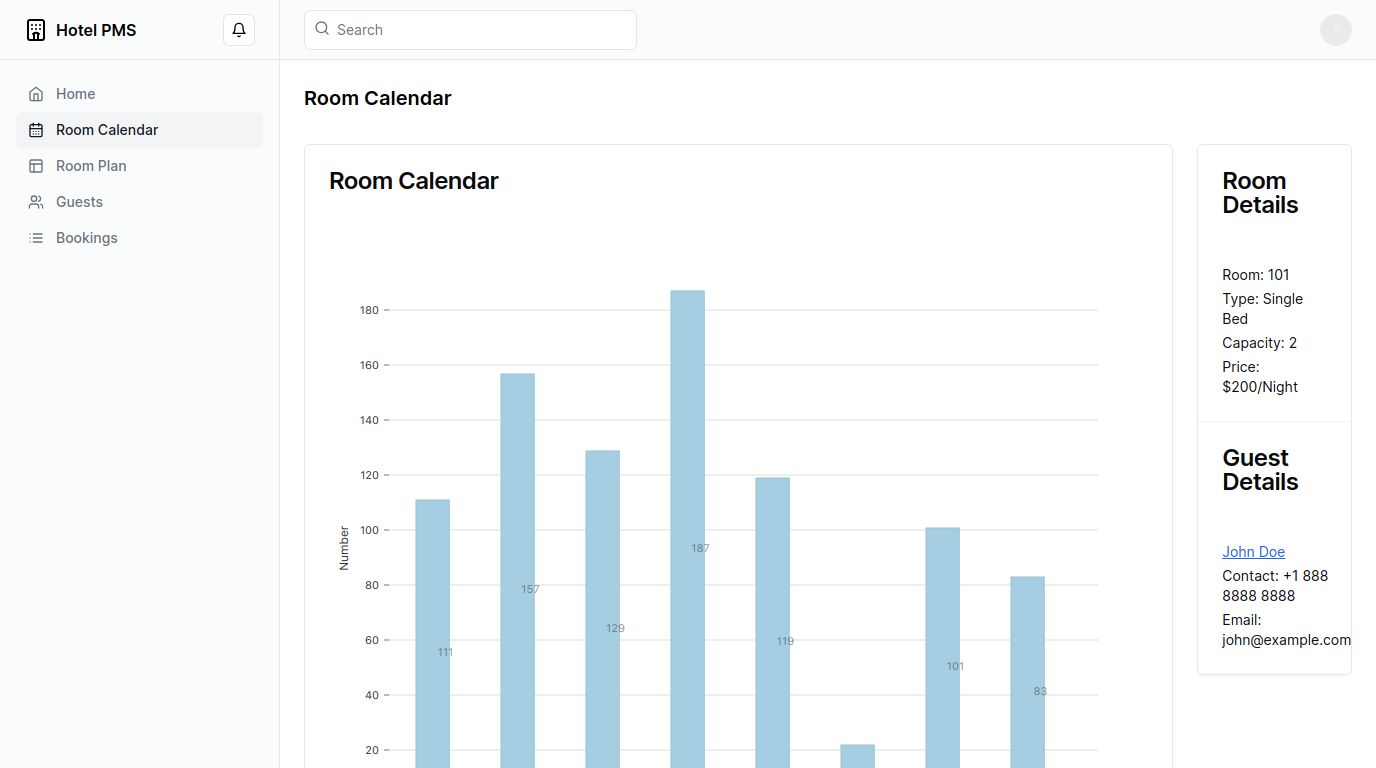 Hotel PMS
Search
Home
Room Calendar
Room Plan
Guests
Bookings
Room Calendar
Room Calendar
180
160
140
120
100
80
60
40
20
Number
111
157
129
187
119
101
83
Room
Details
Room: 101
Type: Single
Bed
Capacity: 2
Price:
$200/Night
Guest
Details
John Doe
Contact: +1 888
8888 8888
Email:
john@example.com